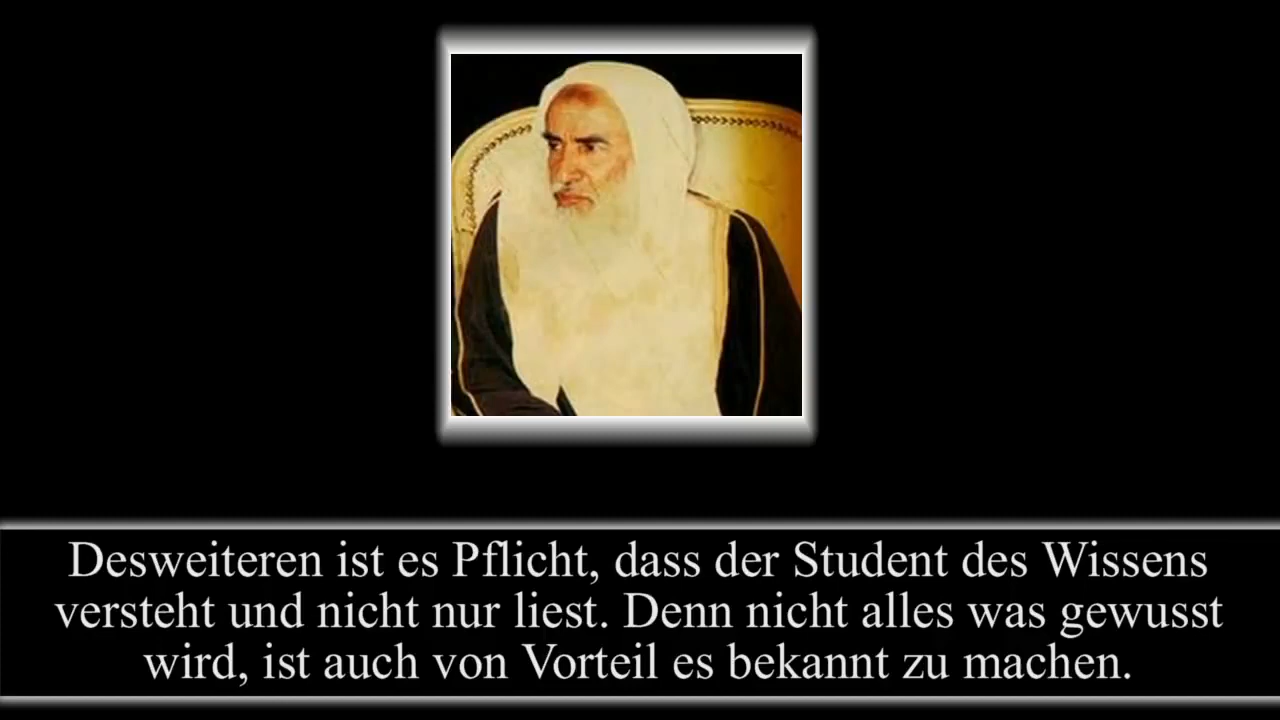 Desweiteren ist es Pflicht, dass der Student des Wissens
versteht und nicht nur liest. Denn nicht alles was gewusst
wird, ist auch von Vorteil es bekannt zu machen.